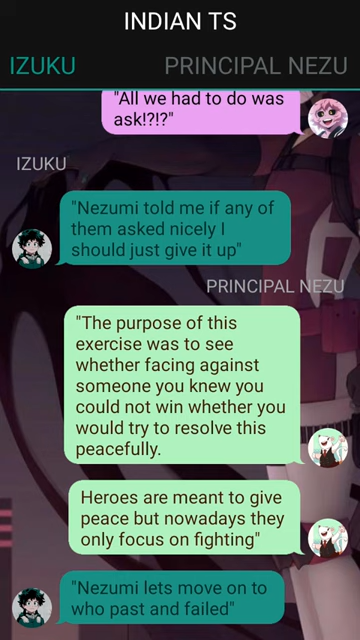 INDIAN TS
IZUKU
PRINCIPAL NEZU
"All we had to do was
ask!?!?"
IZUKU
"Nezumi told me if any of
them asked nicely I
should just give it up"
PRINCIPAL NEZU
"The purpose of this
exercise was to see
whether facing against
someone you knew you
could not win whether you
would try to resolve this
peacefully.
Heroes are meant to give
peace but nowadays they
only focus on fighting"
"Nezumi lets move on to
who past and failed"